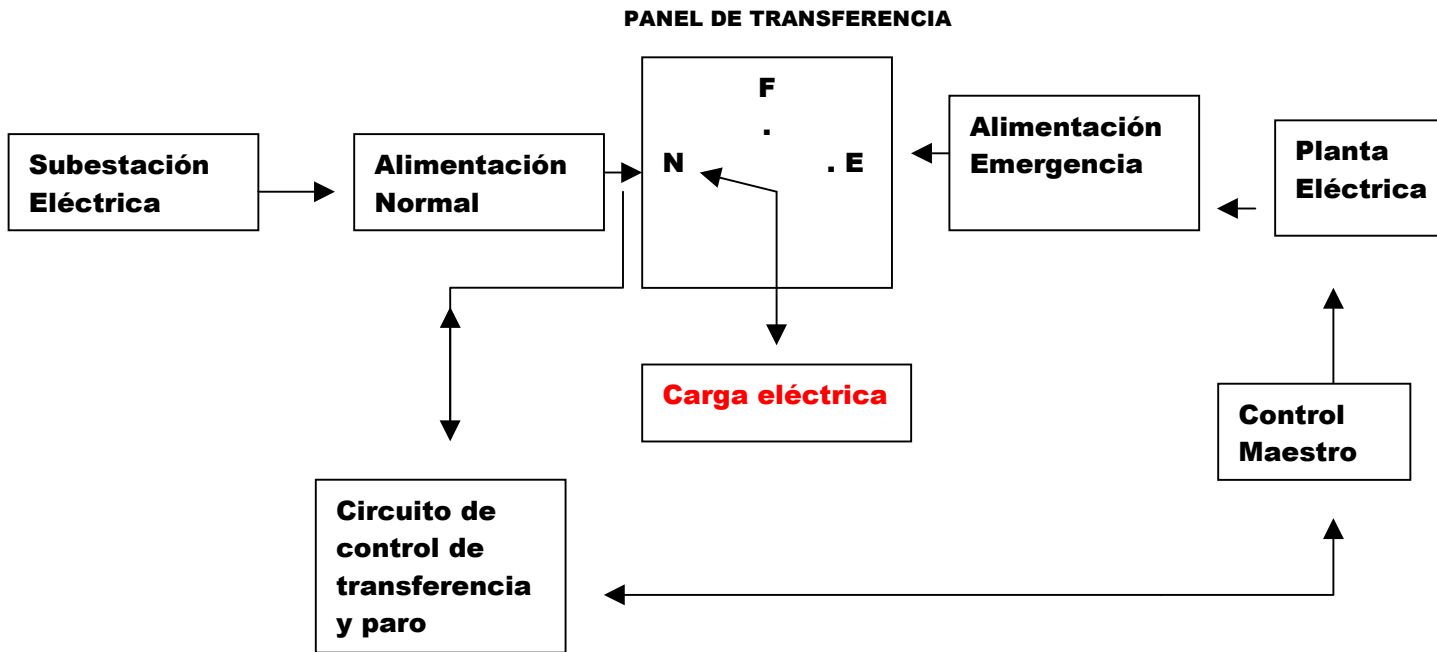 PANEL DE TRANSFERENCIA
F
.
N
. E
Subestación
Eléctrica
Alimentación
Normal
Alimentación
Emergencia
Planta
Eléctrica
Carga eléctrica
Control
Maestro
Circuito de
control de
transferencia
y paro